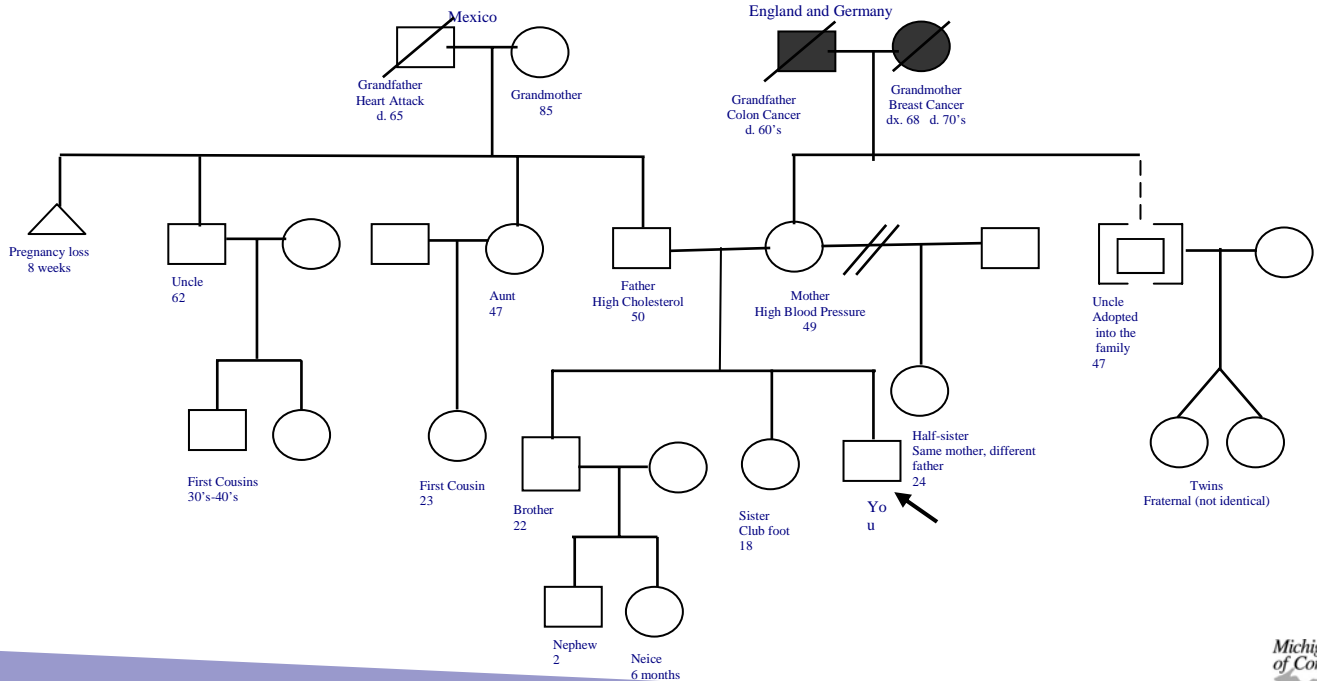 Mexico
England and Germany
Grandfather
Heart Attack
d. 65
Grandmother
85
Grandfather
Colon Cancer
d. 60's
Grandmother
Breast Cancer
dx. 68 d. 70's
Pregnancy loss
8 weeks
Uncle
62
Aunt
47
Father
High Cholesterol
50
Mother
High Blood Pressure
49
Uncle
Adopted
into the
family
47
First Cousins
30's-40's
First Cousin
23
Brother
22
Sister
Club foot
18
Yo
u
Half-sister
Same mother, different
father
24
Twins
Fraternal (not identical)
Nephew
2
Neice
6 months
of